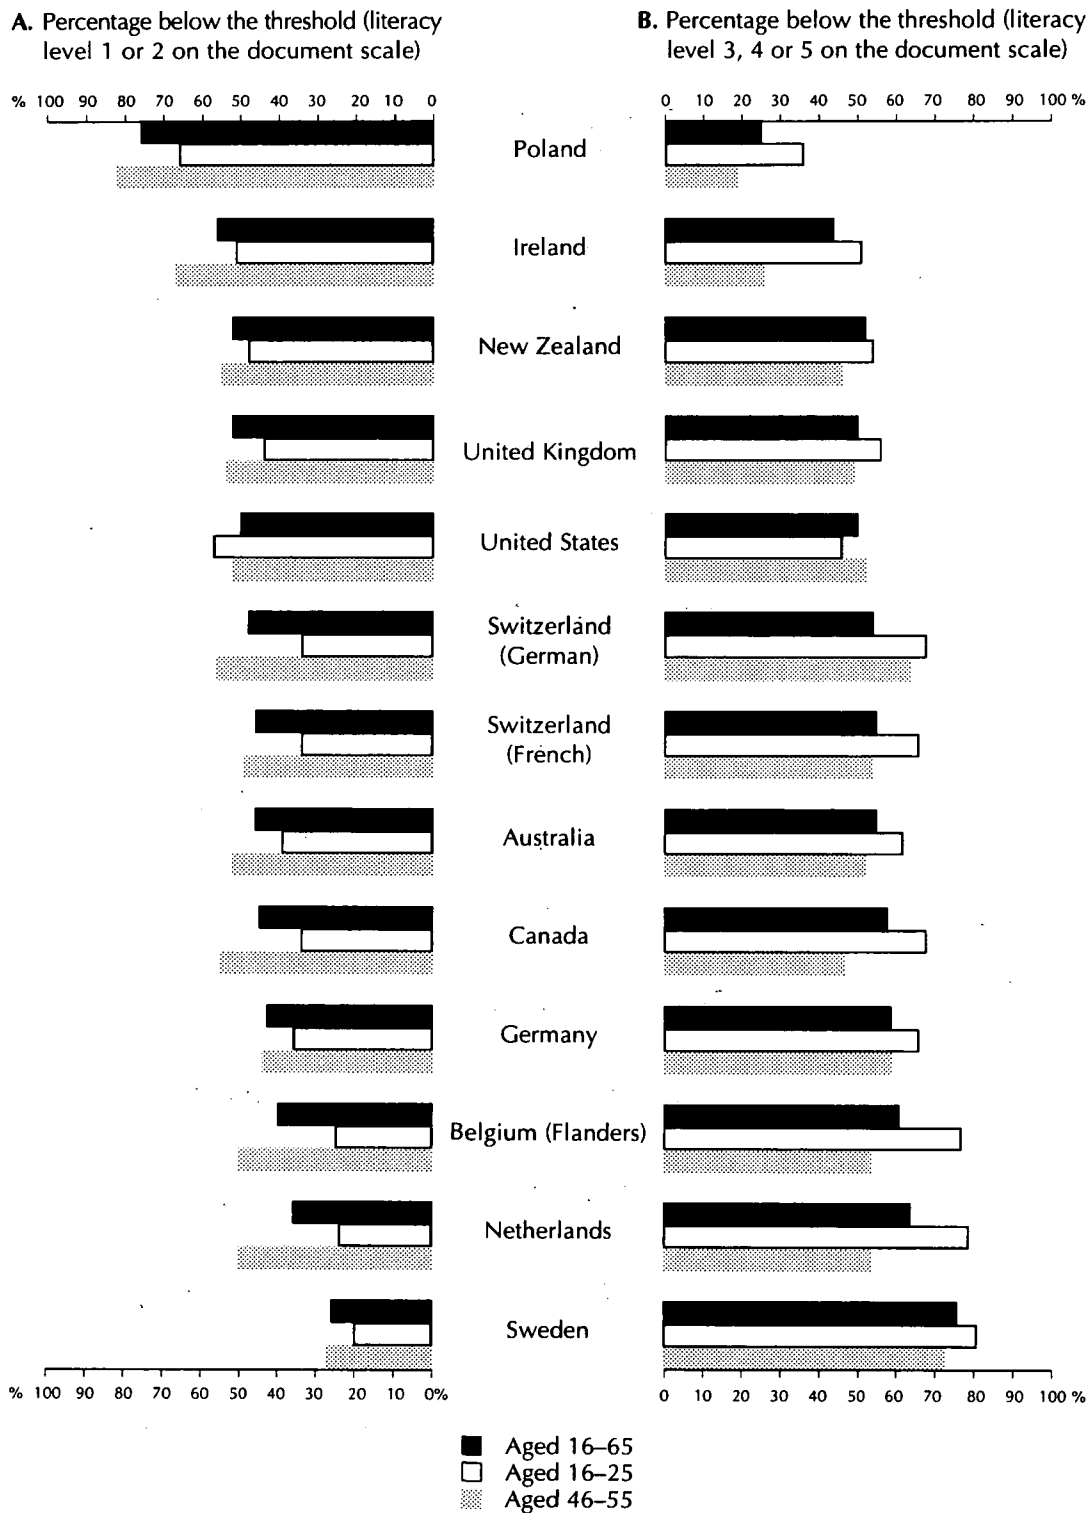 A. Percentage below the threshold (literacy
level 1 or 2 on the document scale)
B. Percentage below the threshold (literacy
level 3, 4 or 5 on the document scale)
% 100 90 80 70 60 50 40 30 20 10 0
0 10 20 30 40 50 60 70 80 90 100 %
Poland
Ireland
New Zealand
United Kingdom
United States
Switzerland
(German)
Switzerland
(French)
Australia
Canada
Germany
Belgium (Flanders)
Netherlands
Sweden
% 100 90 80 70 60 50 40 30 20 10 0%
0 10 20 30 40 50 60 70 80 90 100 %
Aged 16–65
Aged 16–25
Aged 46–55